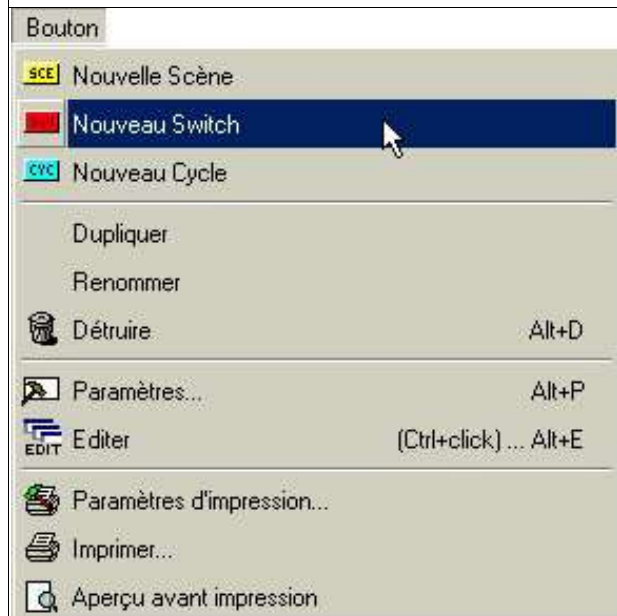 Bouton
SCE Nouvelle Scène
Nouveau Switch
CYC Nouveau Cycle
Dupliquer
Renommer
Détruire Alt+D
Paramètres... Alt+P
EDIT Editer (Ctrl+click) ... Alt+E
Paramètres d'impression...
Imprimer...
Aperçu avant impression